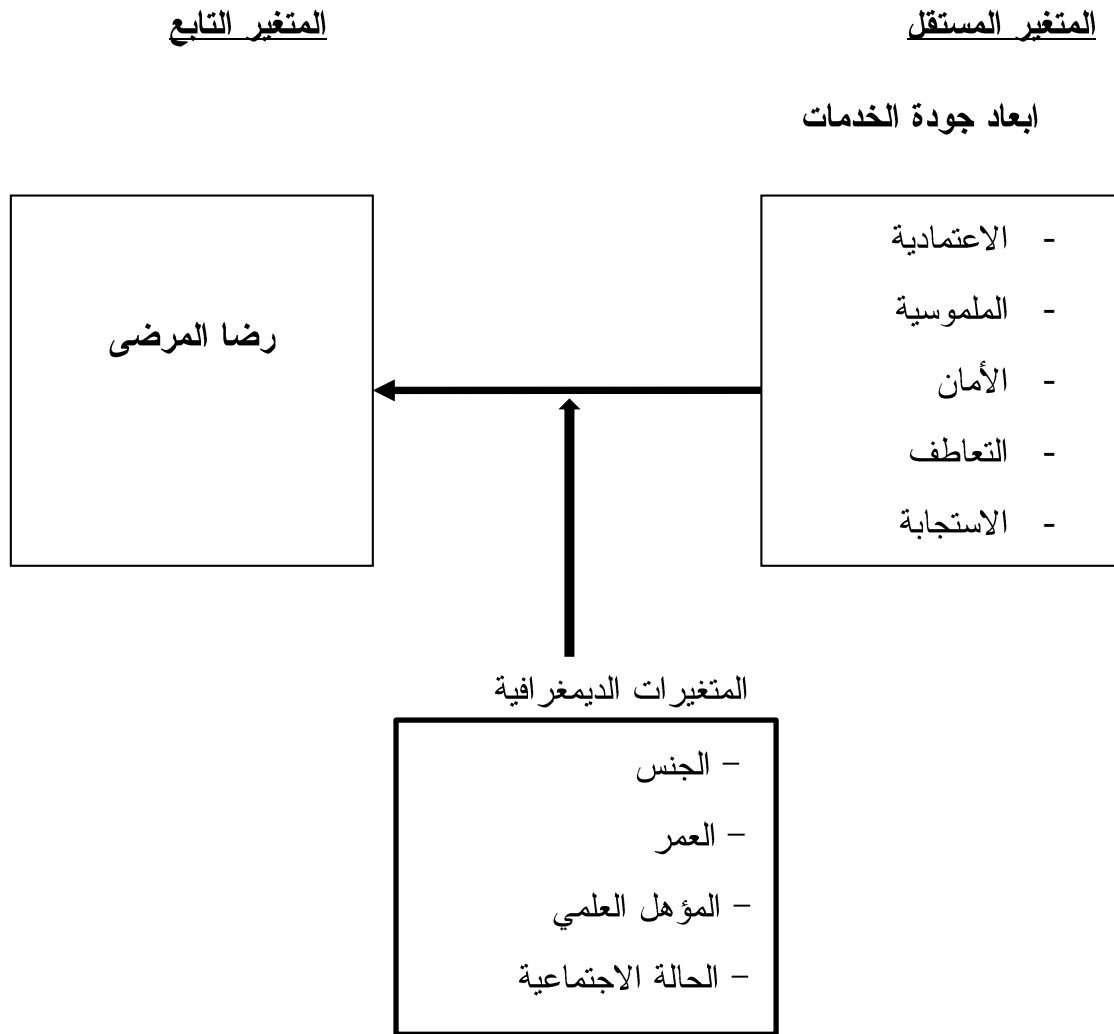 المتغير المستقل
المتغير التابع
ابعاد جودة الخدمات
- الاعتمادية
- الملموسية
- الأمان
- التعاطف
- الاستجابة
رضا المرضى
المتغيرات الديمغرافية
– الجنس
– العمر
– المؤهل العلمي
– الحالة الاجتماعية